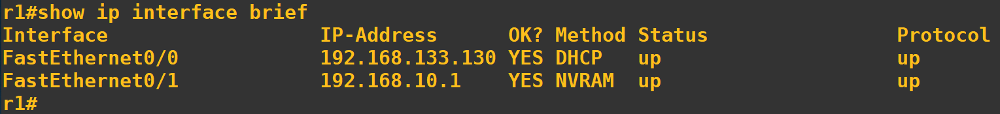 r1#show ip interface brief
Interface                  IP-Address      OK? Method Status                Protocol
FastEthernet0/0            192.168.133.130 YES DHCP   up                    up
FastEthernet0/1            192.168.10.1    YES NVRAM  up                    up
r1#